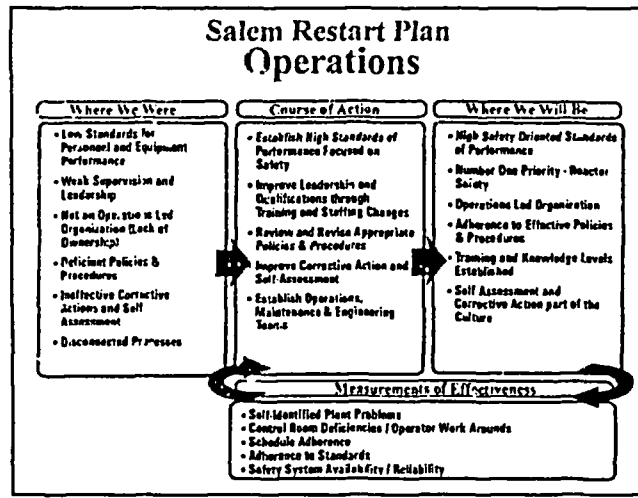 Salem Restart Plan
Operations
Where We Were
• Low Standards for
Personnel and Equipment
Performance
• Weak Supervision and
Leadership
• Not an Operations Led
Organization (Lack of
Ownership)
• Deficient Policies &
Procedures
• Ineffective Corrective
Actions and Self
Assessment
• Disconnected Processes
Course of Action
• Establish High Standards of
Performance Focused on
Safety
• Improve Leadership and
Qualifications through
Training and Staffing Changes
• Review and Revise Appropriate
Policies & Procedures
• Improve Corrective Action and
Self-Assessment
• Establish Operations,
Maintenance & Engineering
Teams
Where We Will Be
• High Safety Oriented Standards
of Performance
• Number One Priority - Reactor
Safety
• Operations Led Organization
• Adherence to Effective Policies
& Procedures
• Training and Knowledge Levels
Established
• Self Assessment and
Corrective Action part of the
Culture
Measurements of Effectiveness
• Self-Identified Plant Problems
• Control Room Deficiencies / Operator Work Arounds
• Schedule Adherence
• Adherence to Standards
• Safety System Availability / Reliability